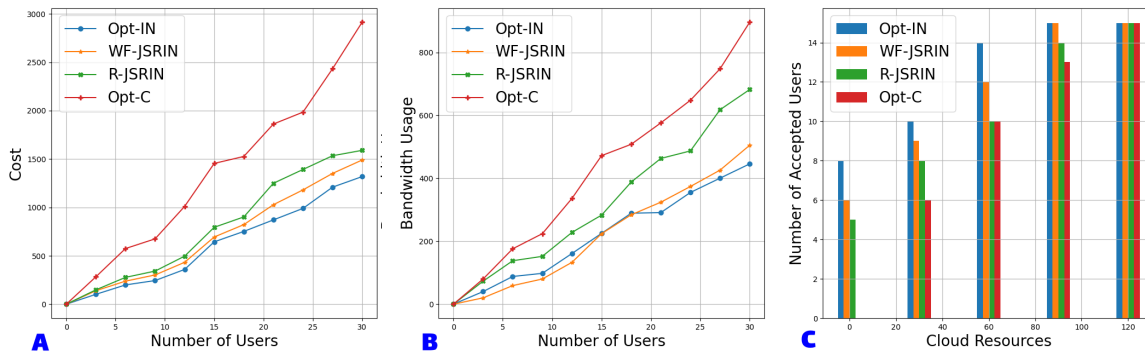 3000
2500
2000
1500
1000
500
0
Cost
Opt-IN
WF-JSRIN
R-JSRIN
Opt-C
0 5 10 15 20 25 30
Number of Users
A
800
600
400
200
0
Bandwidth Usage
Opt-IN
WF-JSRIN
R-JSRIN
Opt-C
0 5 10 15 20 25 30
Number of Users
B
14
12
10
8
6
4
2
0
Number of Accepted Users
Opt-IN
WF-JSRIN
R-JSRIN
Opt-C
0 20 40 60 80 100 120
Cloud Resources
C